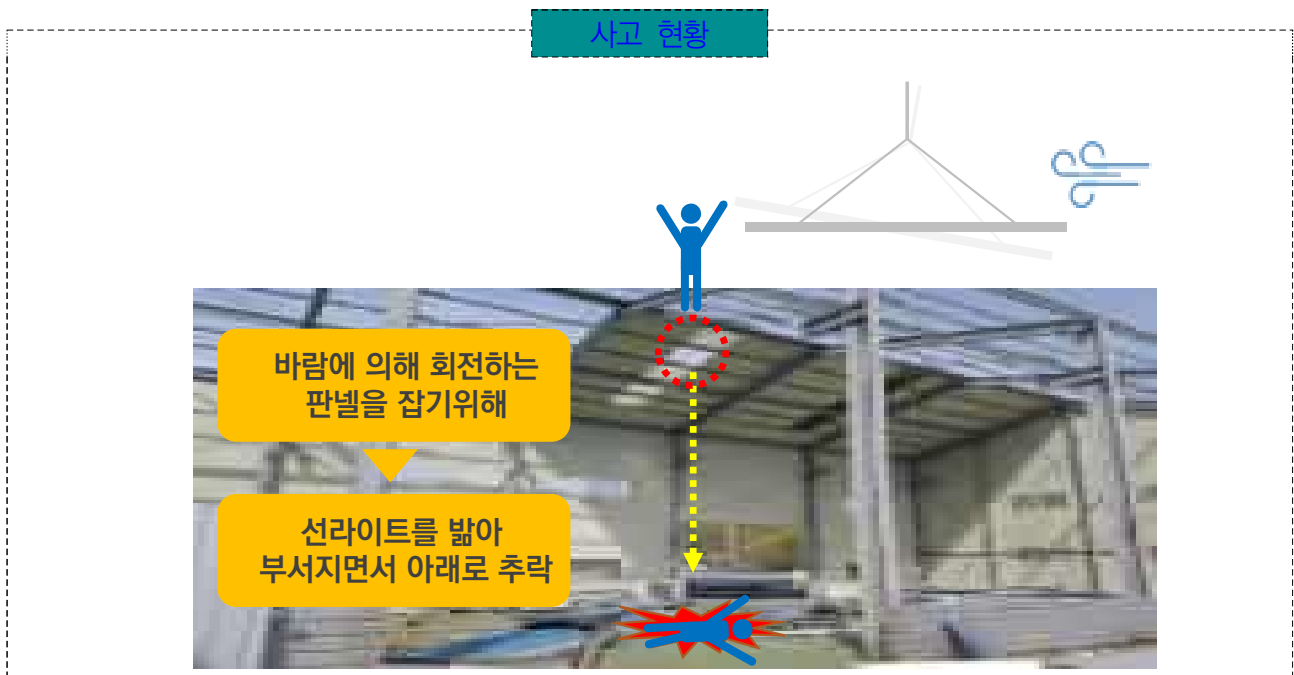 사고 현황
바람에 의해 회전하는
판넬을 잡기위해
선라이트를 밟아
부서지면서 아래로 추락